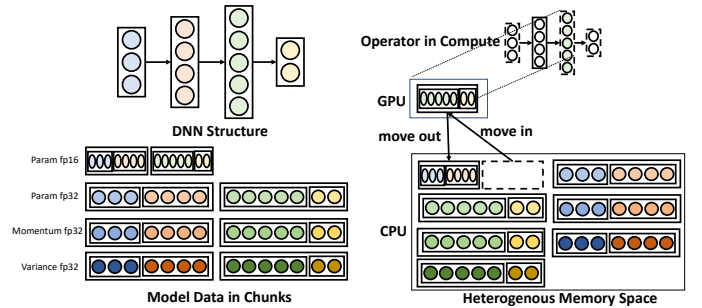 Operator in Compute
GPU
DNN Structure
move out
move in
Param fp16
Param fp32
Momentum fp32
Variance fp32
CPU
Model Data in Chunks
Heterogenous Memory Space